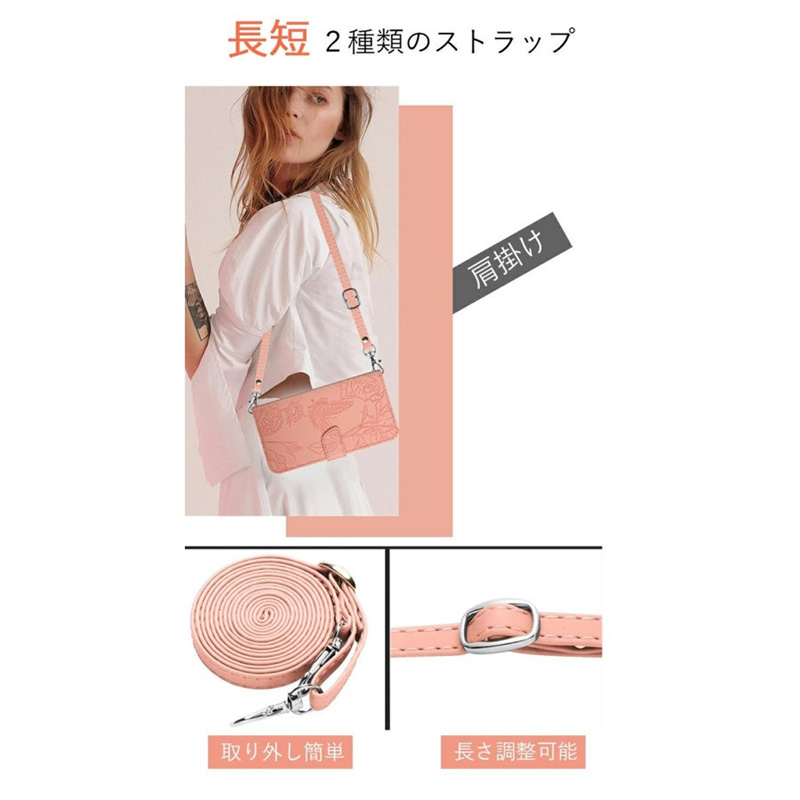 長短 2種類のストラップ
肩掛け
取り外し簡単
長さ調整可能